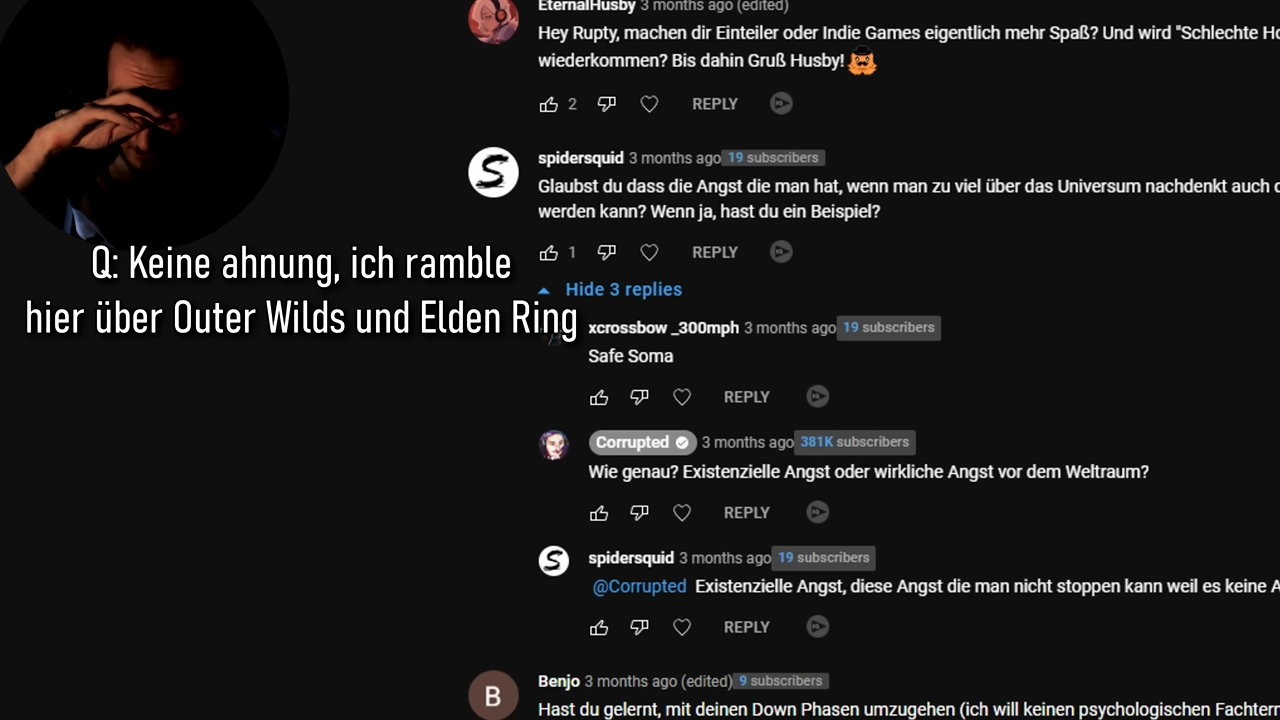 EternalHusby 3 months ago (edited)
Hey Rupty, machen dir Einteiler oder Indie Games eigentlich mehr Spaß? Und wird "Schlechte
wiederkommen? Bis dahin Gruß Husby!
2 REPLY
spidersquid 3 months ago 19 subscribers
Glaubst du dass die Angst die man hat, wenn man zu viel über das Universum nachdenkt auch
werden kann? Wenn ja, hast du ein Beispiel?
1 REPLY
Q: Keine ahnung, ich ramble
hier über Outer Wilds und Elden Ring
Hide 3 replies
xcrossbow _300mph 3 months ago 19 subscribers
Safe Soma
REPLY
Corrupted 3 months ago 381K subscribers
Wie genau? Existenzielle Angst oder wirkliche Angst vor dem Weltraum?
REPLY
spidersquid 3 months ago 19 subscribers
@Corrupted Existenzielle Angst, diese Angst die man nicht stoppen kann weil es keine
REPLY
B
Benjo 3 months ago (edited) 9 subscribers
Hast du gelernt, mit deinen Down Phasen umzugehen (ich will keinen psychologischen